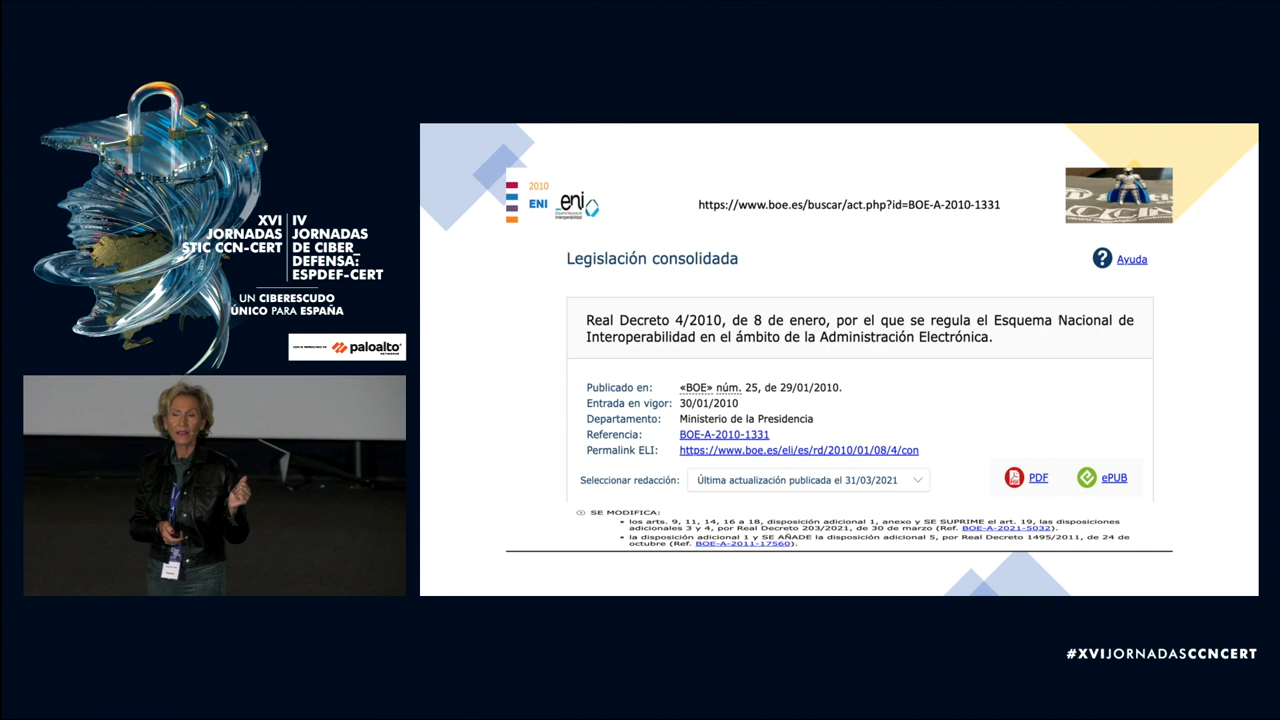 XVI
JORNADAS
STIC CCN-CERT
IV
JORNADAS
DE CIBER_
DEFENSA:
ESPDEF-CERT
UN CIBERESCUDO
ÚNICO PARA ESPAÑA
paloalto
NETWORKS
2010
ENI
eni
Esquema Nacional de
Interoperabilidad
https://www.boe.es/buscar/act.php?id=BOE-A-2010-1331
Legislación consolidada
? Ayuda
Real Decreto 4/2010, de 8 de enero, por el que se regula el Esquema Nacional de
Interoperabilidad en el ámbito de la Administración Electrónica.
Publicado en: «BOE» núm. 25, de 29/01/2010.
Entrada en vigor: 30/01/2010
Departamento: Ministerio de la Presidencia
Referencia: BOE-A-2010-1331
Permalink ELI: https://www.boe.es/eli/es/rd/2010/01/08/4/con
Seleccionar redacción: Última actualización publicada el 31/03/2021
PDF
ePUB
SE MODIFICA:
• los arts. 9, 11, 14, 16 a 18, disposición adicional 1, anexo y SE SUPRIME el art. 19, las disposiciones
adicionales 3 y 4, por Real Decreto 203/2021, de 30 de marzo (Ref. BOE-A-2021-5032).
• la disposición adicional 1 y SE AÑADE la disposición adicional 5, por Real Decreto 1495/2011, de 24 de
octubre (Ref. BOE-A-2011-17560).
#XVIJORNADASCCNCERT